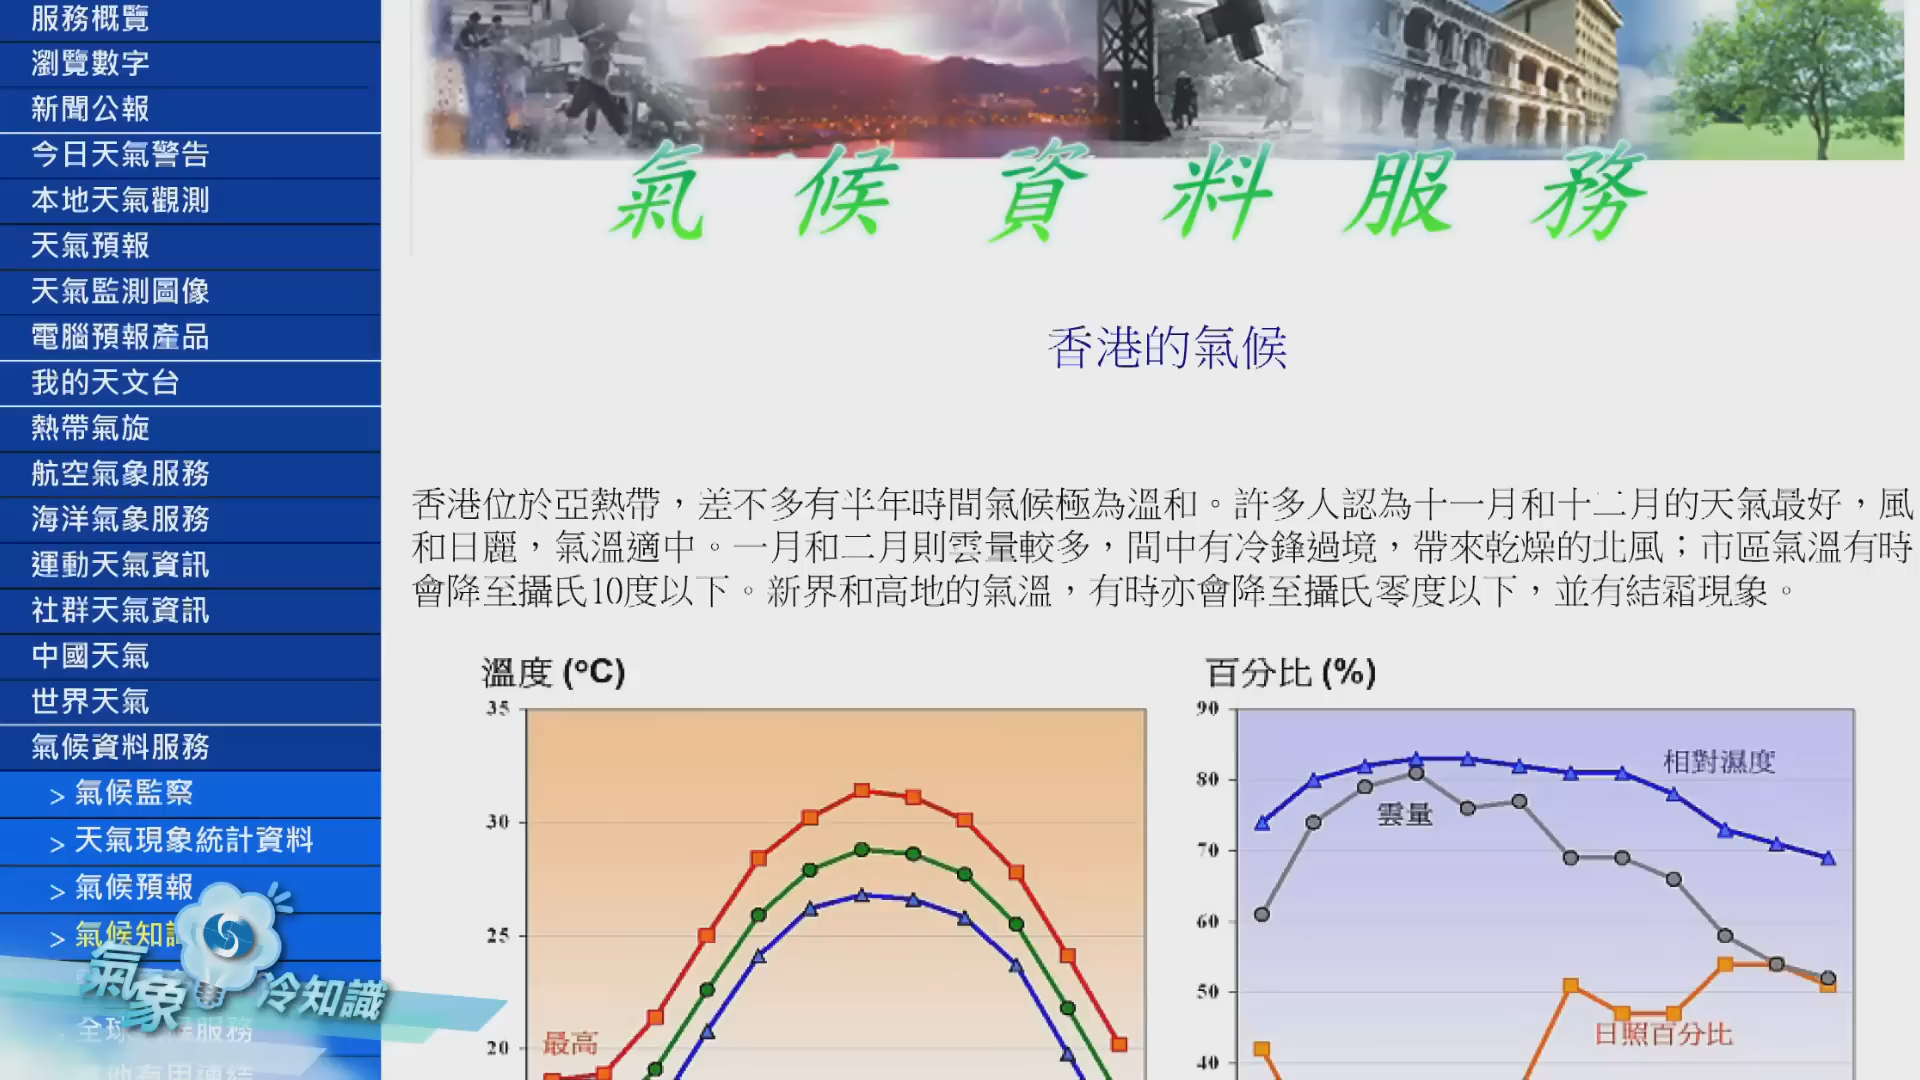 服務概覽
瀏覽數字
新聞公報
今日天氣警告
本地天氣觀測
天氣預報
天氣監測圖像
電腦預報產品
我的天文台
熱帶氣旋
航空氣象服務
海洋氣象服務
運動天氣資訊
社群天氣資訊
中國天氣
世界天氣
氣候資料服務
> 氣候監察
> 天氣現象統計資料
> 氣候預報
> 氣候知識
氣象冷知識
氣候資料服務
香港的氣候
香港位於亞熱帶，差不多有半年時間氣候極為溫和。許多人認為十一月和十二月的天氣最好，風
和日麗，氣溫適中。一月和二月則雲量較多，間中有冷鋒過境，帶來乾燥的北風；市區氣溫有時
會降至攝氏10度以下。新界和高地的氣溫，有時亦會降至攝氏零度以下，並有結霜現象。
溫度 (°C)
35
30
25
20
最高
百分比 (%)
90
80
70
60
50
40
相對濕度
雲量
日照百分比